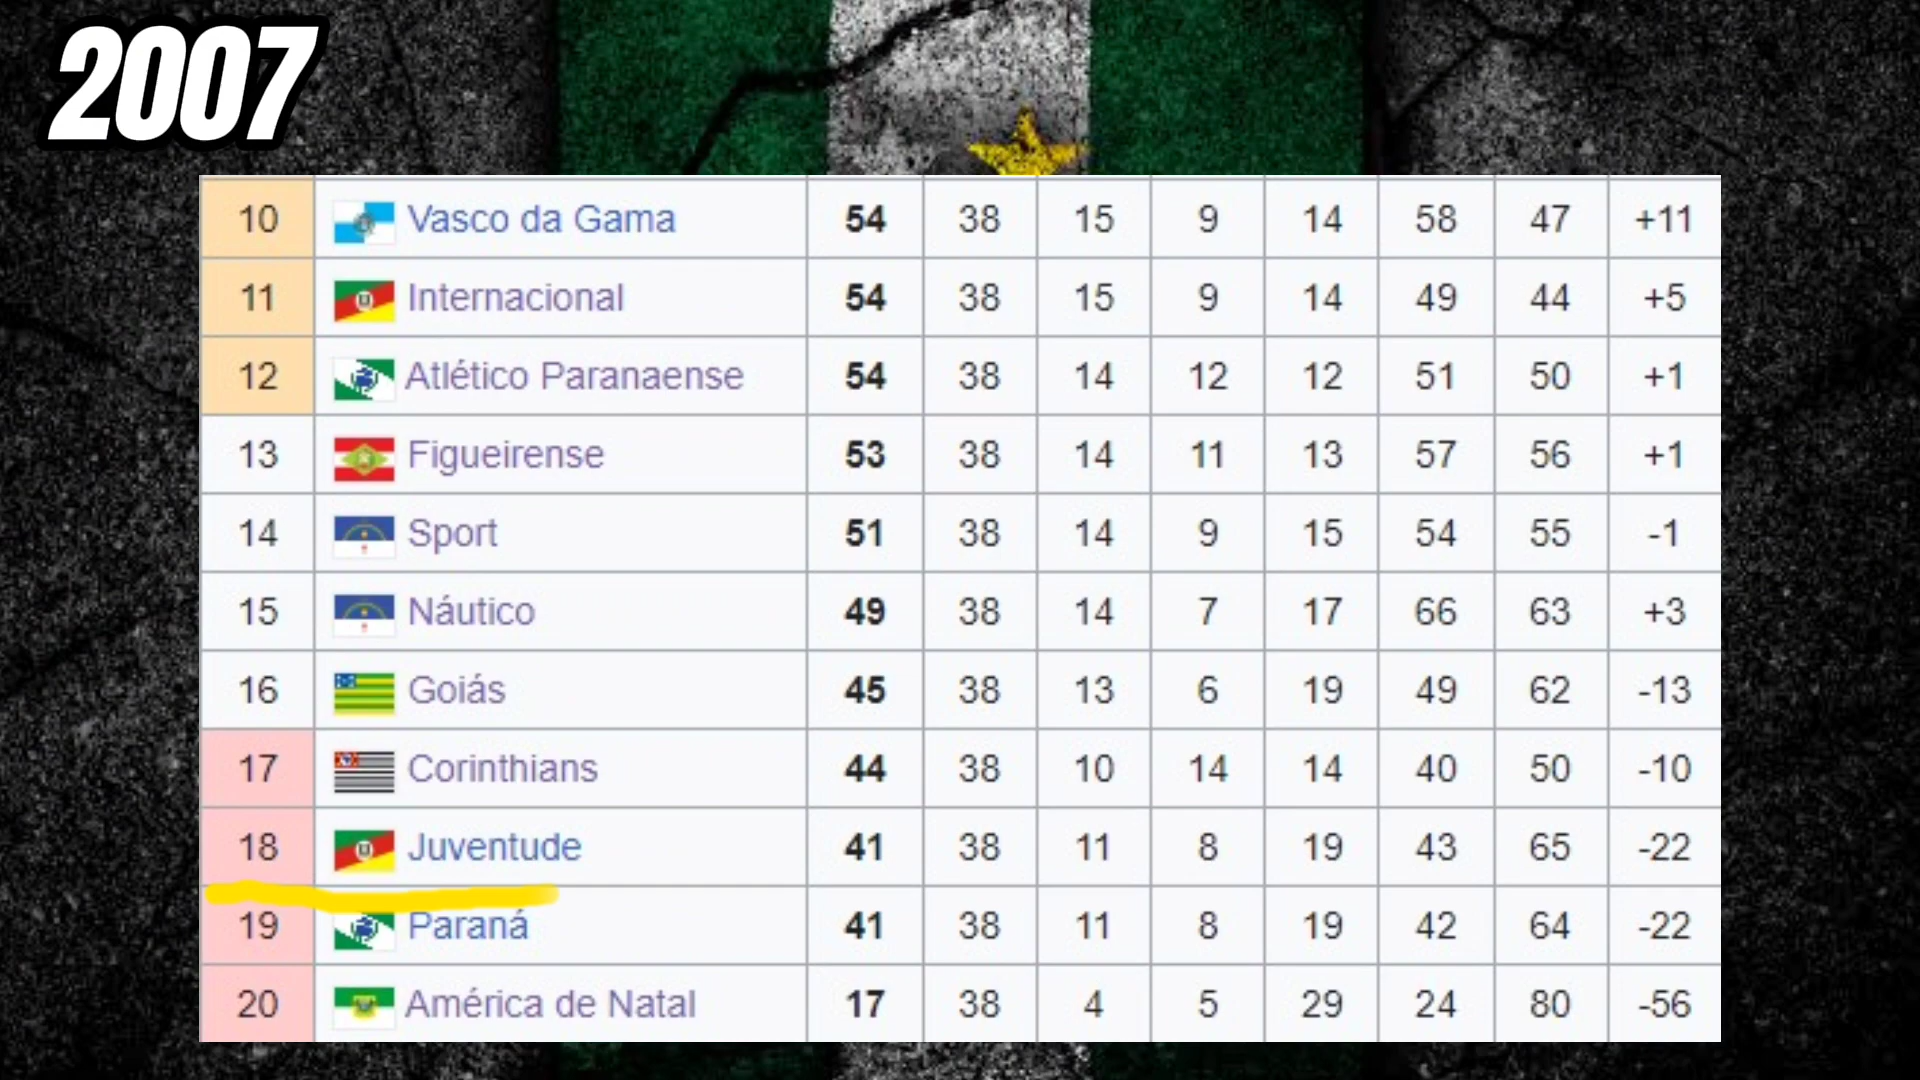 2007
10 Vasco da Gama 54 38 15 9 14 58 47 +11
11 Internacional 54 38 15 9 14 49 44 +5
12 Atlético Paranaense 54 38 14 12 12 51 50 +1
13 Figueirense 53 38 14 11 13 57 56 +1
14 Sport 51 38 14 9 15 54 55 -1
15 Náutico 49 38 14 7 17 66 63 +3
16 Goiás 45 38 13 6 19 49 62 -13
17 Corinthians 44 38 10 14 14 40 50 -10
18 Juventude 41 38 11 8 19 43 65 -22
19 Paraná 41 38 11 8 19 42 64 -22
20 América de Natal 17 38 4 5 29 24 80 -56